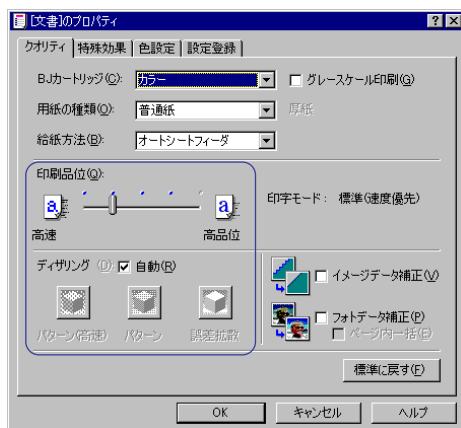 [文書]のプロパティ
クオリティ 特殊効果 色設定 設定登録
BJカートリッジ(C): カラー グレースケール印刷(G)
用紙の種類(O): 普通紙 厚紙
給紙方法(B): オートシートフィーダ
印刷品位(Q):
a a
印字モード: 標準(速度優先)
高速 高品位
ディザリング (D): 自動(R)
イメージデータ補正(V)
フォトデータ補正(P)
ページ内一括(E)
パターン(高速) パターン 誤差拡散
標準に戻す(F)
OK キャンセル ヘルプ